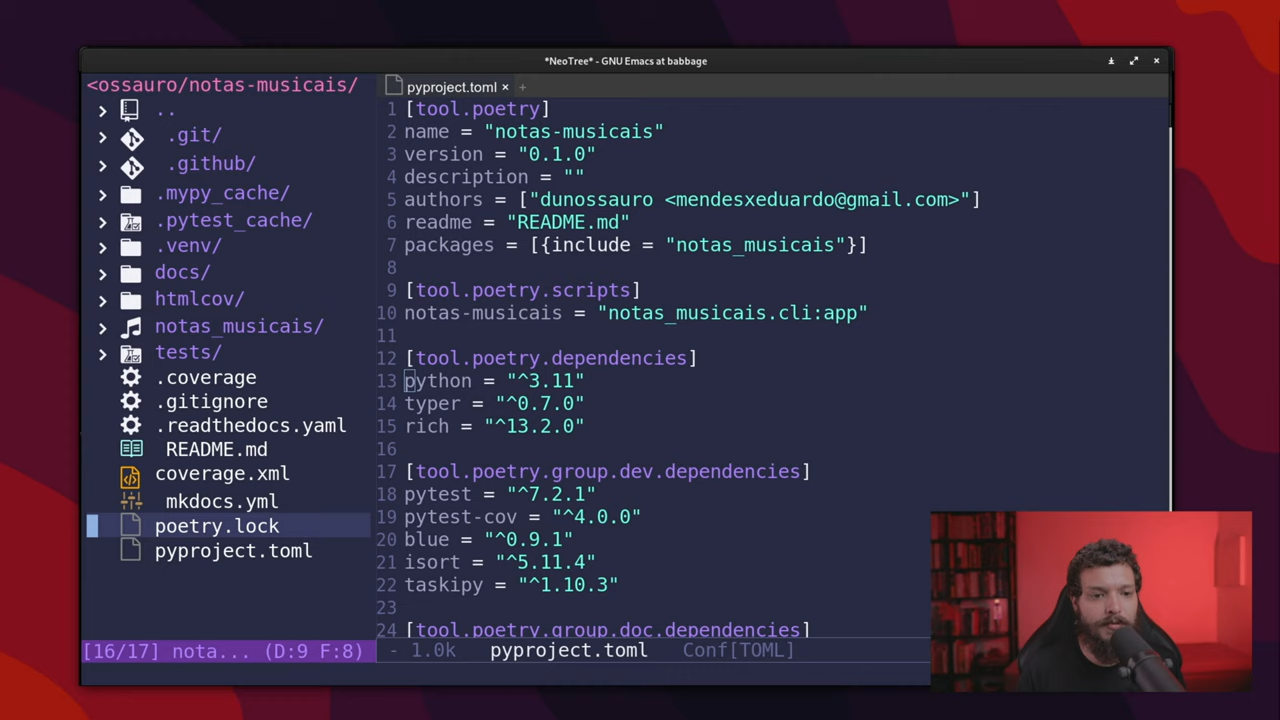 *NeoTree* - GNU Emacs at babbage
<ossauro/notas-musicais/
..
.git/
.github/
.mypy_cache/
.pytest_cache/
.venv/
docs/
htmlcov/
notas_musicais/
tests/
.coverage
.gitignore
.readthedocs.yaml
README.md
coverage.xml
mkdocs.yml
poetry.lock
pyproject.toml
[16/17] nota... (D:9 F:8)
pyproject.toml × +
1 [tool.poetry]
2 name = "notas-musicais"
3 version = "0.1.0"
4 description = ""
5 authors = ["dunossauro <mendesxeduardo@gmail.com>"]
6 readme = "README.md"
7 packages = [{include = "notas_musicais"}]
8
9 [tool.poetry.scripts]
10 notas-musicais = "notas_musicais.cli:app"
11
12 [tool.poetry.dependencies]
13 python = "^3.11"
14 typer = "^0.7.0"
15 rich = "^13.2.0"
16
17 [tool.poetry.group.dev.dependencies]
18 pytest = "^7.2.1"
19 pytest-cov = "^4.0.0"
20 blue = "^0.9.1"
21 isort = "^5.11.4"
22 taskipy = "^1.10.3"
23
24 [tool.poetry.group.doc.dependencies]
- 1.0k pyproject.toml Conf[TOML]